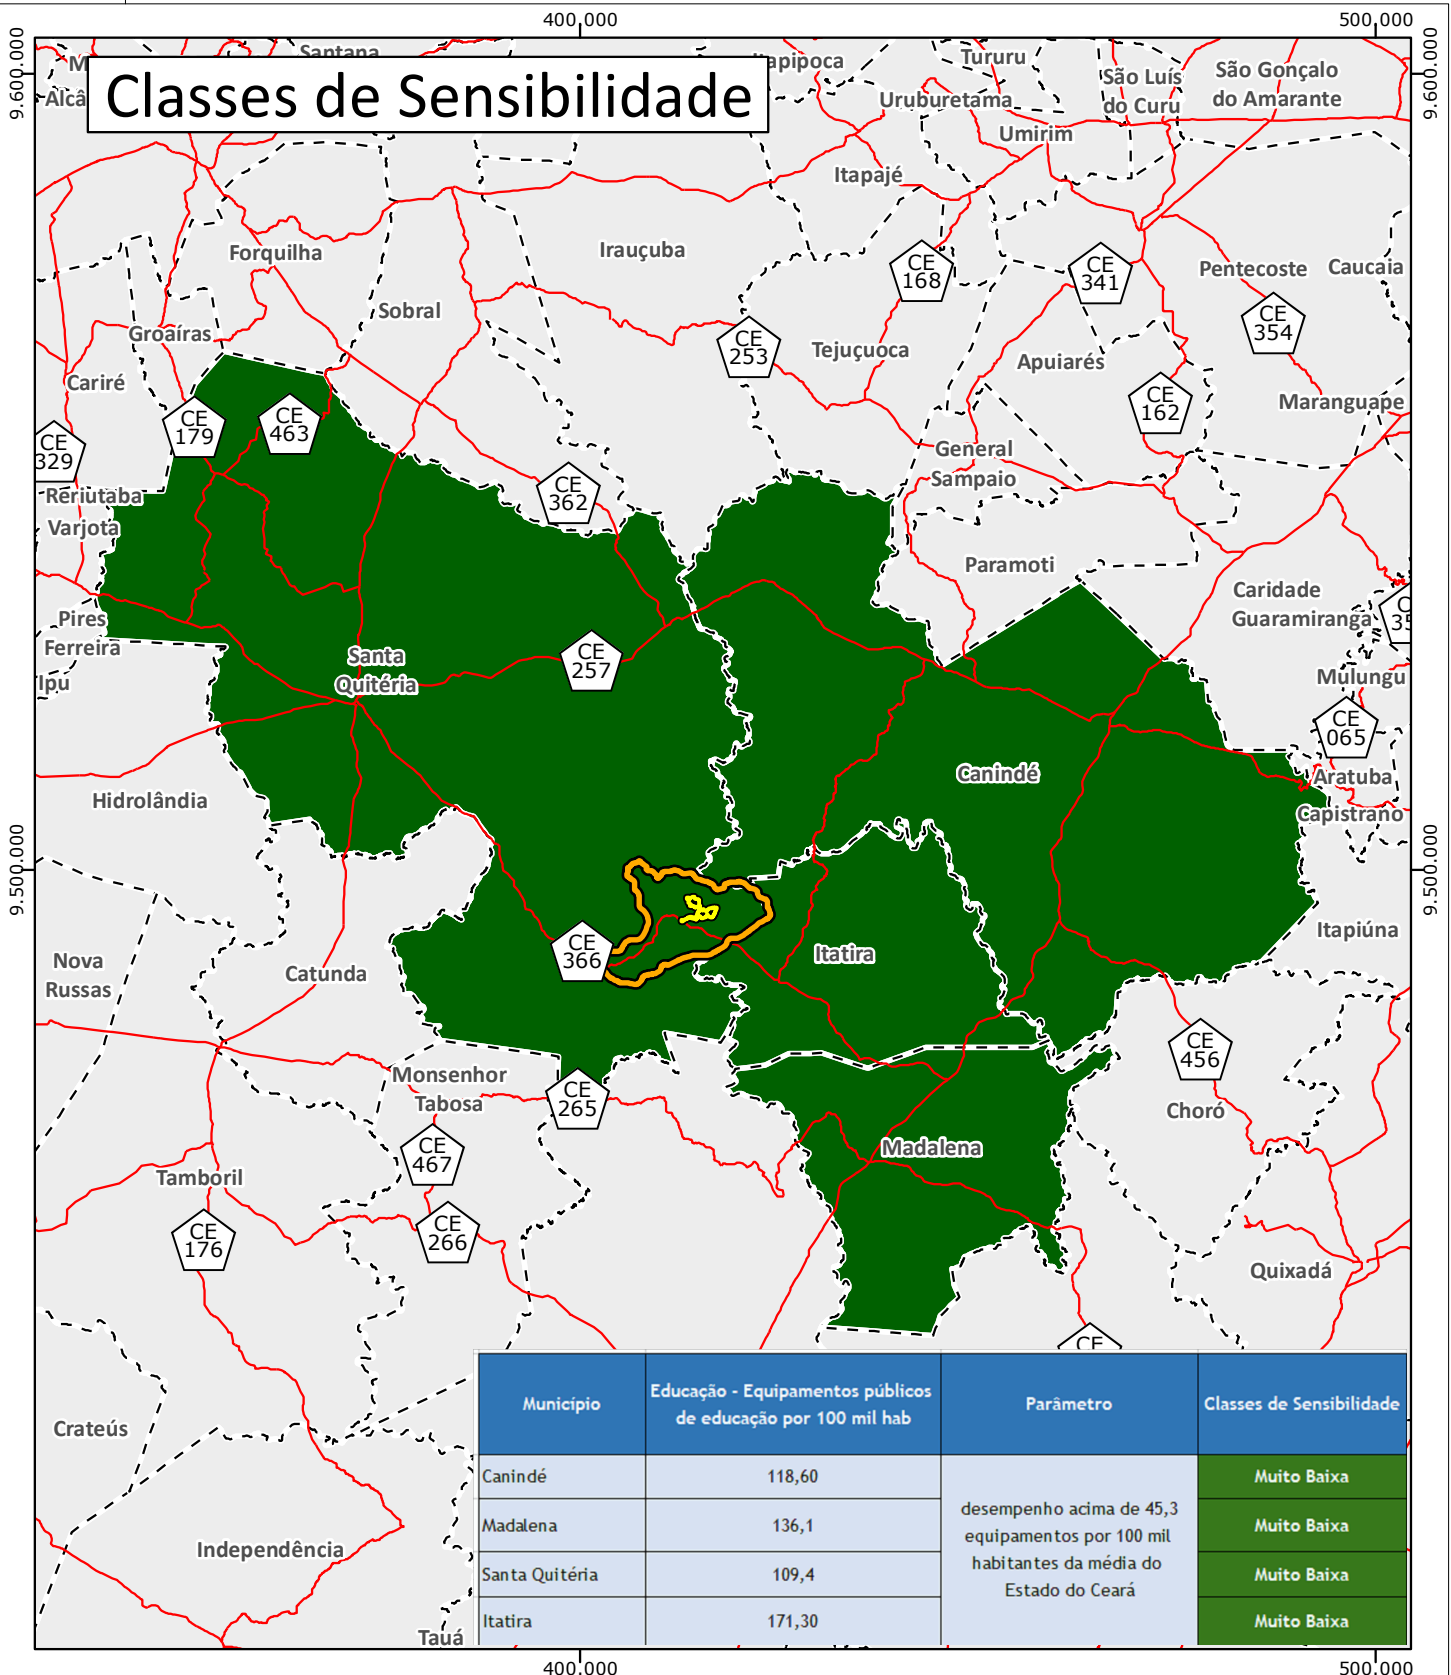 400.000
500.000
9.600.000
9.600.000
Santana
Classes de Sensibilidade
Itapipoca
Tururu
São Luís
do Curu
São Gonçalo
do Amarante
Alcâ
Uruburetama
Umirim
Itapajé
Forquilha
Irauçuba
CE
168
CE
341
Pentecoste
Caucaia
Sobral
CE
354
Groaíras
CE
253
Tejuçuoca
Apuiarés
Cariré
CE
179
CE
463
CE
162
Maranguape
CE
329
General
Sampaio
CE
362
Reriutaba
Varjota
Paramoti
Caridade
Guaramiranga
Pires
Ferreira
Santa
Quitéria
CE
257
Ipu
Mulungu
CE
065
Canindé
Aratuba
Hidrolândia
Capistrano
9.500.000
9.500.000
Itapiúna
CE
366
Itatira
Nova
Russas
Catunda
CE
456
Monsenhor
Tabosa
CE
265
Choró
CE
467
Madalena
Tamboril
CE
176
CE
266
Quixadá
CE
Crateús
Independência
Tauá
Município
Educação - Equipamentos públicos
de educação por 100 mil hab
Parâmetro
Classes de Sensibilidade
Canindé
118,60
Muito Baixa
Madalena
136,1
Muito Baixa
Santa Quitéria
109,4
Muito Baixa
Itatira
171,30
Muito Baixa
desempenho acima de 45,3
equipamentos por 100 mil
habitantes da média do
Estado do Ceará
400.000
500.000